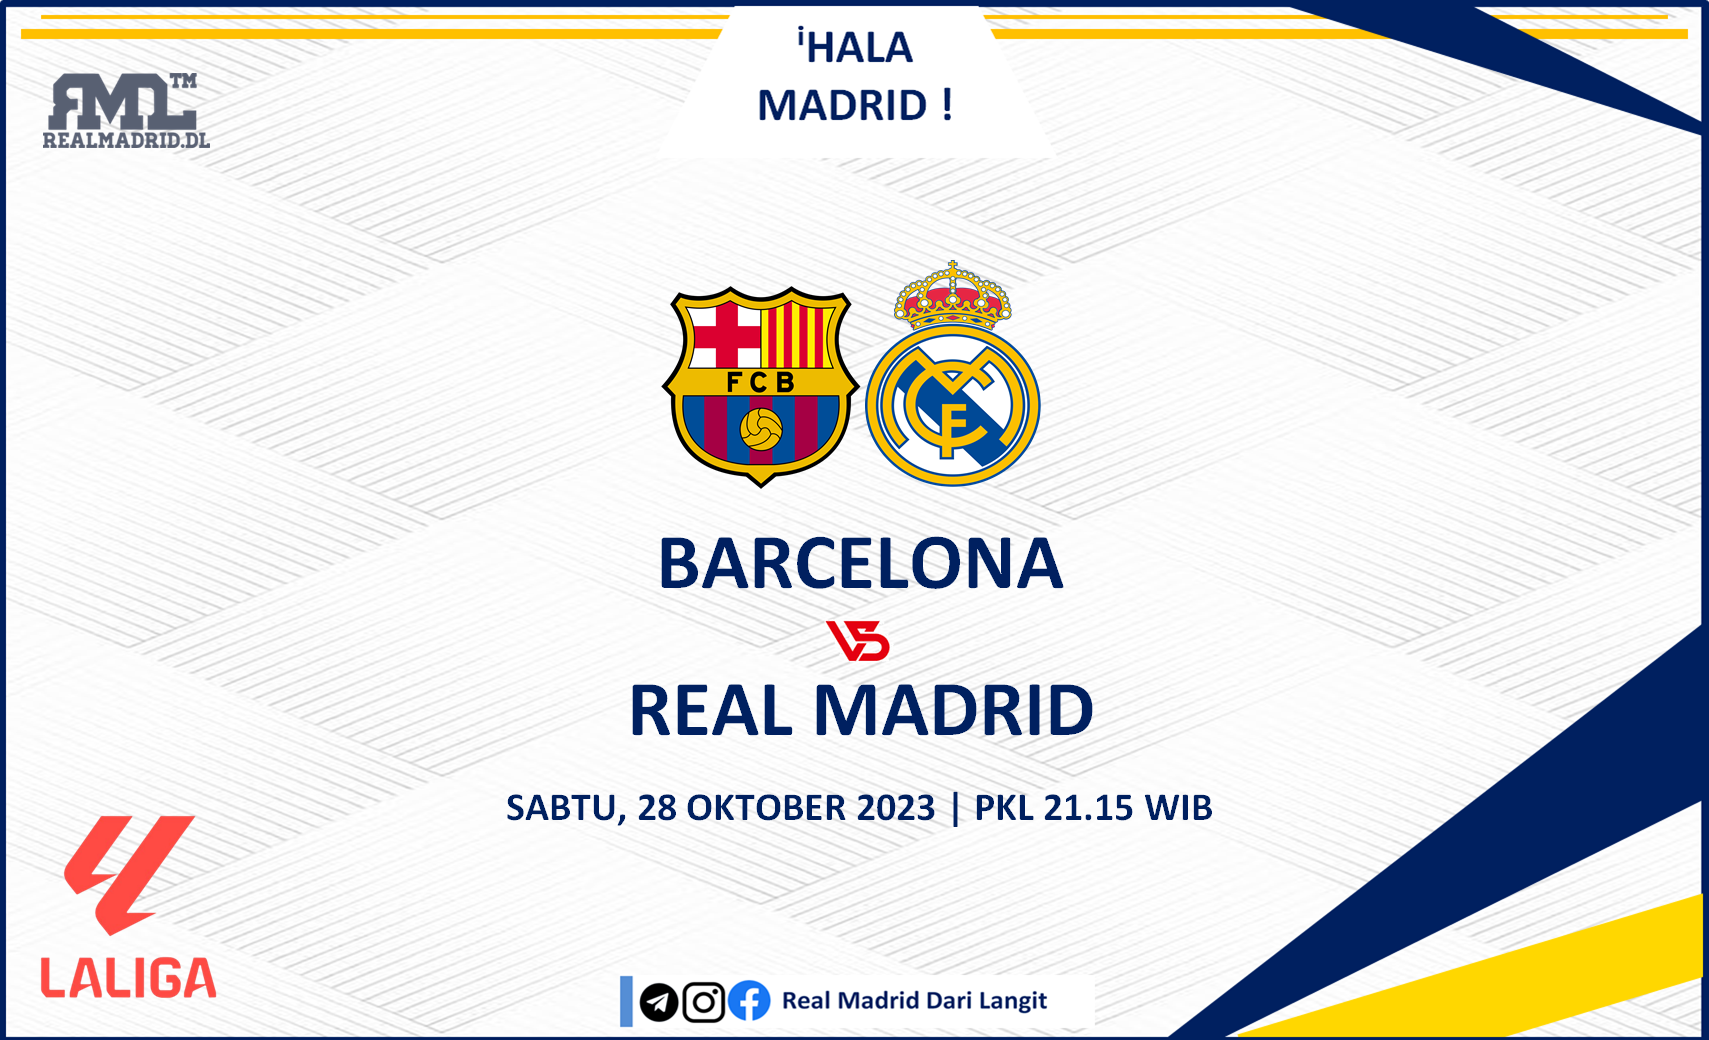 ¡HALA
MADRID !
RML™
REALMADRID.DL
FCB
BARCELONA
VS
REAL MADRID
SABTU, 28 OKTOBER 2023 | PKL 21.15 WIB
LALIGA
Real Madrid Dari Langit